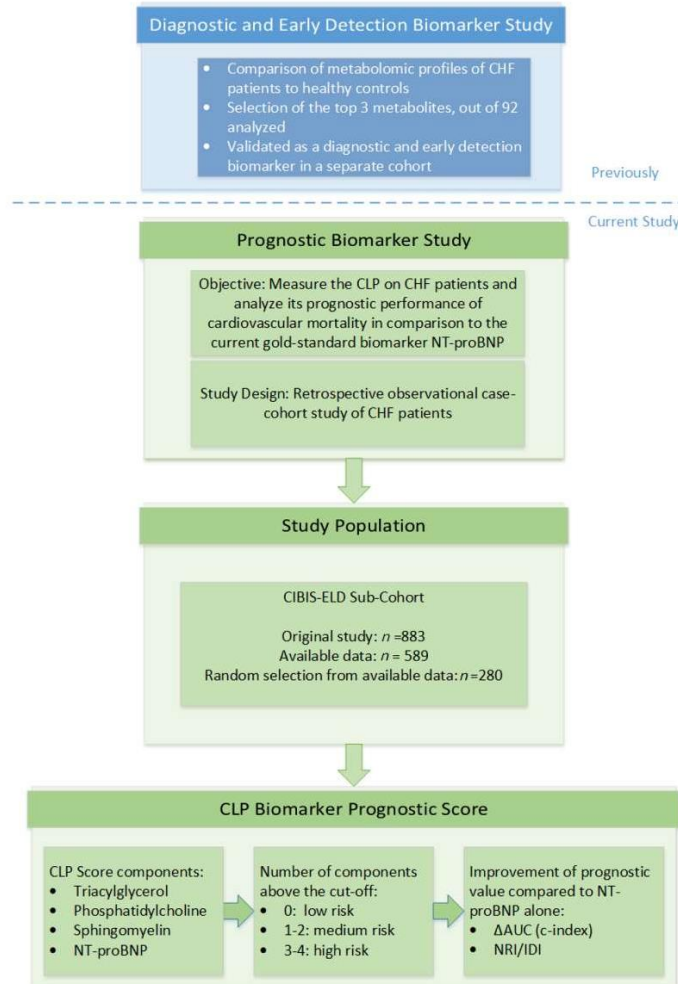 Diagnostic and Early Detection Biomarker Study
• Comparison of metabolomic profiles of CHF
patients to healthy controls
• Selection of the top 3 metabolites, out of 92
analyzed
• Validated as a diagnostic and early detection
biomarker in a separate cohort
Previously
Current Study
Prognostic Biomarker Study
Objective: Measure the CLP on CHF patients and
analyze its prognostic performance of
cardiovascular mortality in comparison to the
current gold-standard biomarker NT-proBNP
Study Design: Retrospective observational case-
cohort study of CHF patients
Study Population
CIBIS-ELD Sub-Cohort
Original study: n =883
Available data: n = 589
Random selection from available data: n=280
CLP Biomarker Prognostic Score
CLP Score components:
• Triacylglycerol
• Phosphatidylcholine
• Sphingomyelin
• NT-proBNP
Number of components
above the cut-off:
• 0: low risk
• 1-2: medium risk
• 3-4: high risk
Improvement of prognostic
value compared to NT-
proBNP alone:
• ΔAUC (c-index)
• NRI/IDI